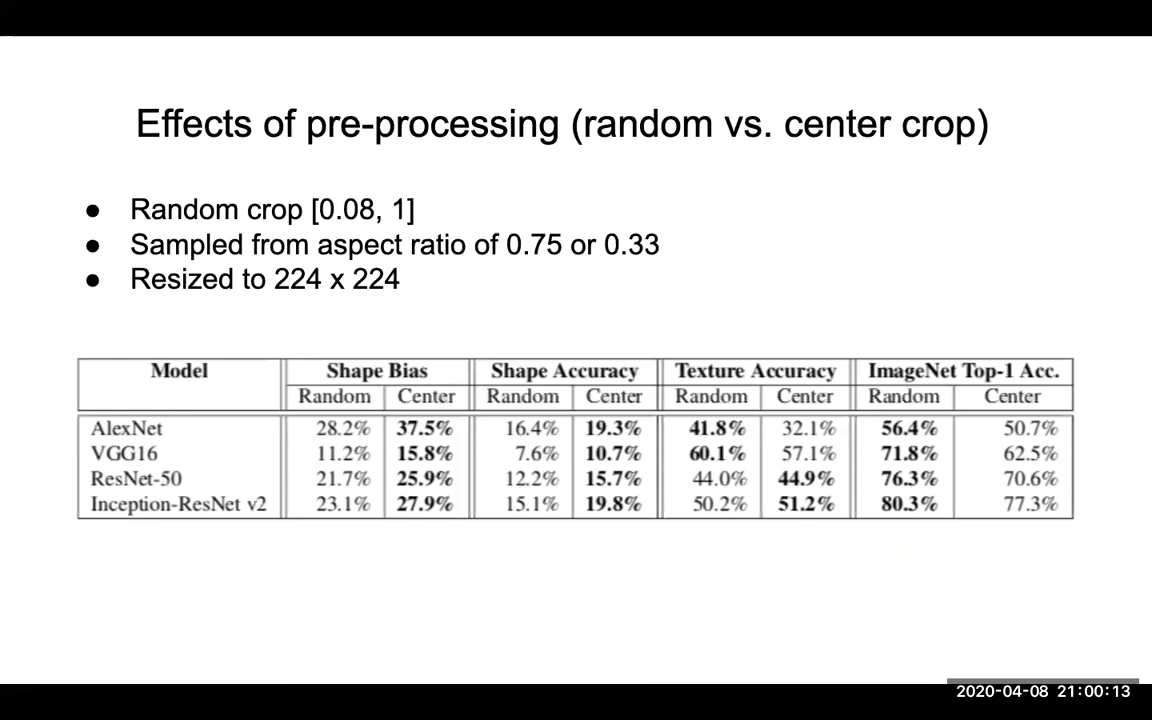 Effects of pre-processing (random vs. center crop)
● Random crop [0.08, 1]
● Sampled from aspect ratio of 0.75 or 0.33
● Resized to 224 x 224
Model Shape Bias Shape Accuracy Texture Accuracy ImageNet Top-1 Acc.
Random Center Random Center Random Center Random Center
AlexNet 28.2% 37.5% 16.4% 19.3% 41.8% 32.1% 56.4% 50.7%
VGG16 11.2% 15.8% 7.6% 10.7% 60.1% 57.1% 71.8% 62.5%
ResNet-50 21.7% 25.9% 12.2% 15.7% 44.0% 44.9% 76.3% 70.6%
Inception-ResNet v2 23.1% 27.9% 15.1% 19.8% 50.2% 51.2% 80.3% 77.3%
2020-04-08 21:00:13